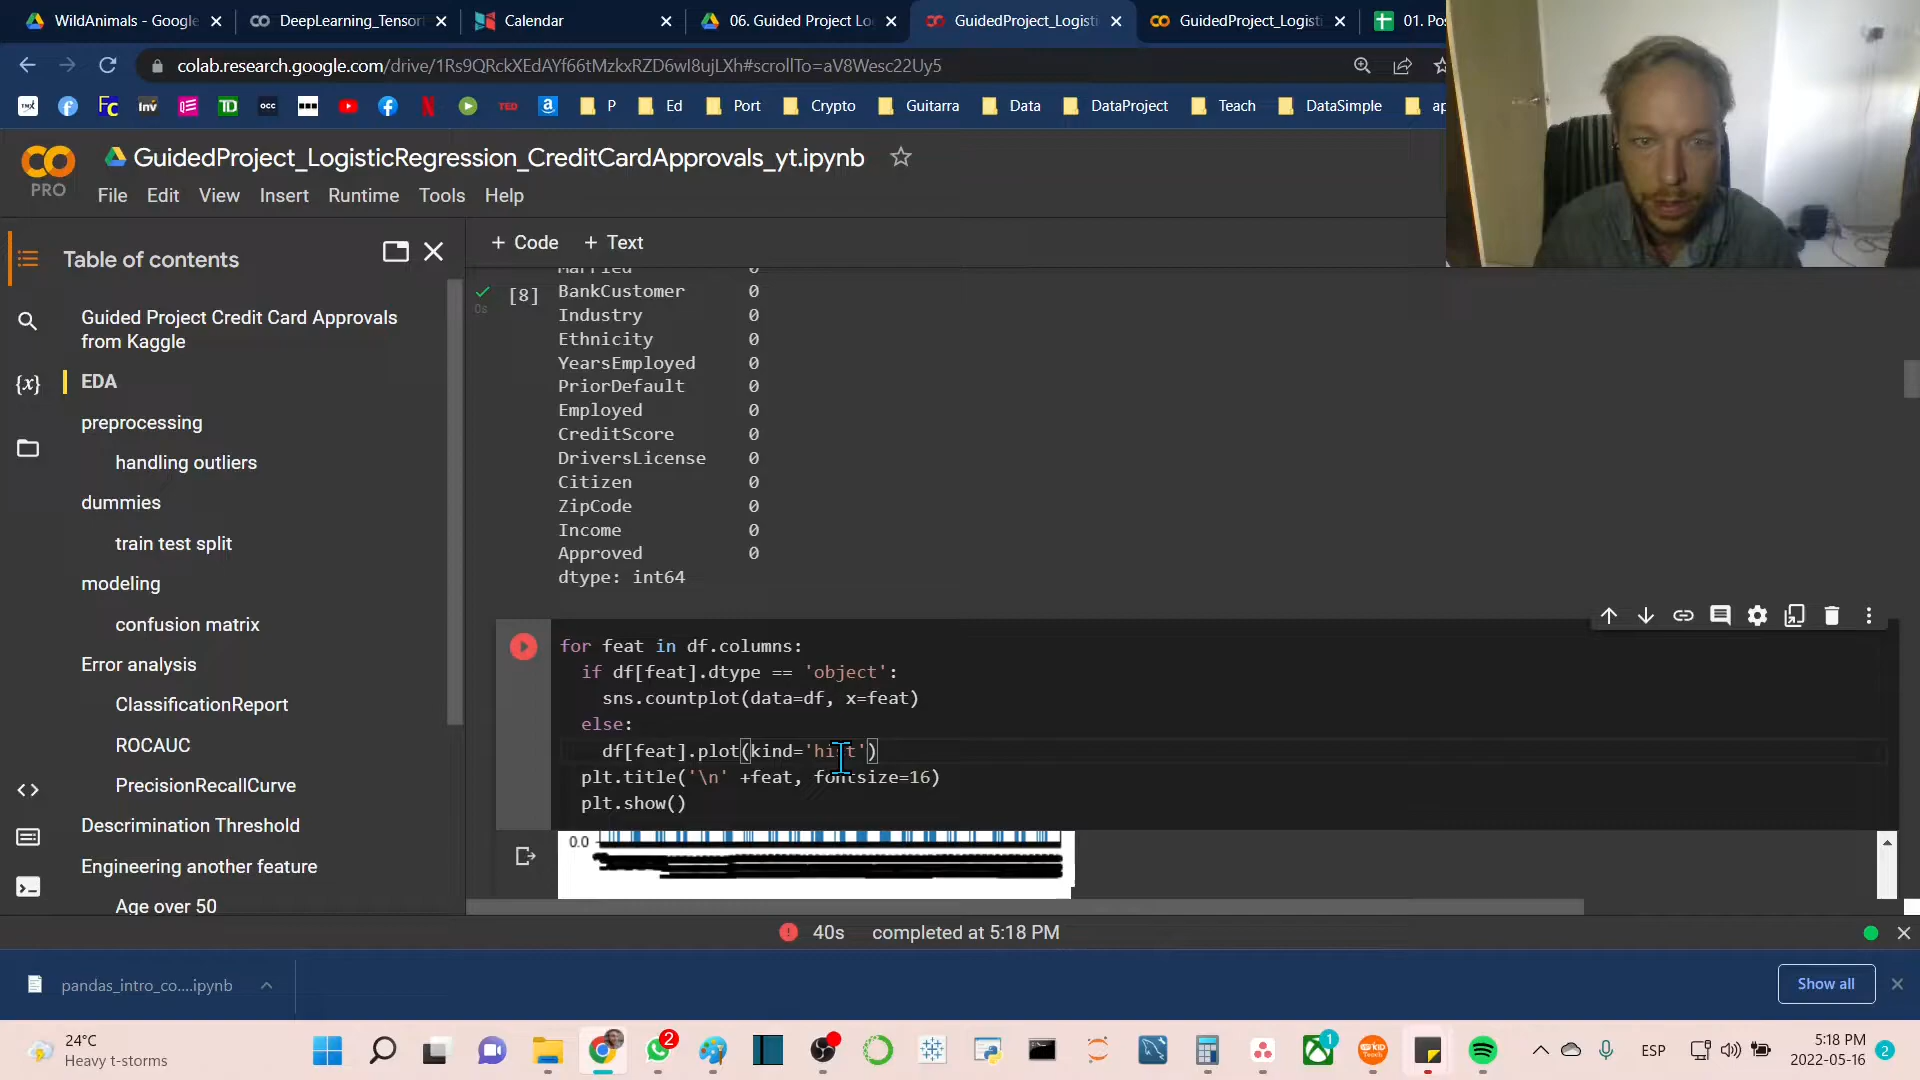 WildAnimals - Google
DeepLearning_Tensor
Calendar
06. Guided Project Lo
GuidedProject_Logisti
GuidedProject_Logisti
01. Po
colab.research.google.com/drive/1Rs9QRckXEdAYf66tMzkxRZD6wI8ujLXh#scrollTo=aV8Wesc22Uy5
Inv
TD
occ
TED
P
Ed
Port
Crypto
Guitarra
Data
DataProject
Teach
DataSimple
ap
PRO
GuidedProject_LogisticRegression_CreditCardApprovals_yt.ipynb
File Edit View Insert Runtime Tools Help
Table of contents
+ Code + Text
Guided Project Credit Card Approvals
from Kaggle
EDA
preprocessing
handling outliers
dummies
train test split
modeling
confusion matrix
Error analysis
ClassificationReport
ROCAUC
PrecisionRecallCurve
Descrimination Threshold
Engineering another feature
Age over 50
0s
[8]
Married 0
BankCustomer 0
Industry 0
Ethnicity 0
YearsEmployed 0
PriorDefault 0
Employed 0
CreditScore 0
DriversLicense 0
Citizen 0
ZipCode 0
Income 0
Approved 0
dtype: int64
for feat in df.columns:
if df[feat].dtype == 'object':
sns.countplot(data=df, x=feat)
else:
df[feat].plot(kind='hist')
plt.title('\n' +feat, fontsize=16)
plt.show()
0.0
40s completed at 5:18 PM
pandas_intro_co....ipynb
Show all
24°C
Heavy t-storms
2
1
ESP
5:18 PM
2022-05-16
2